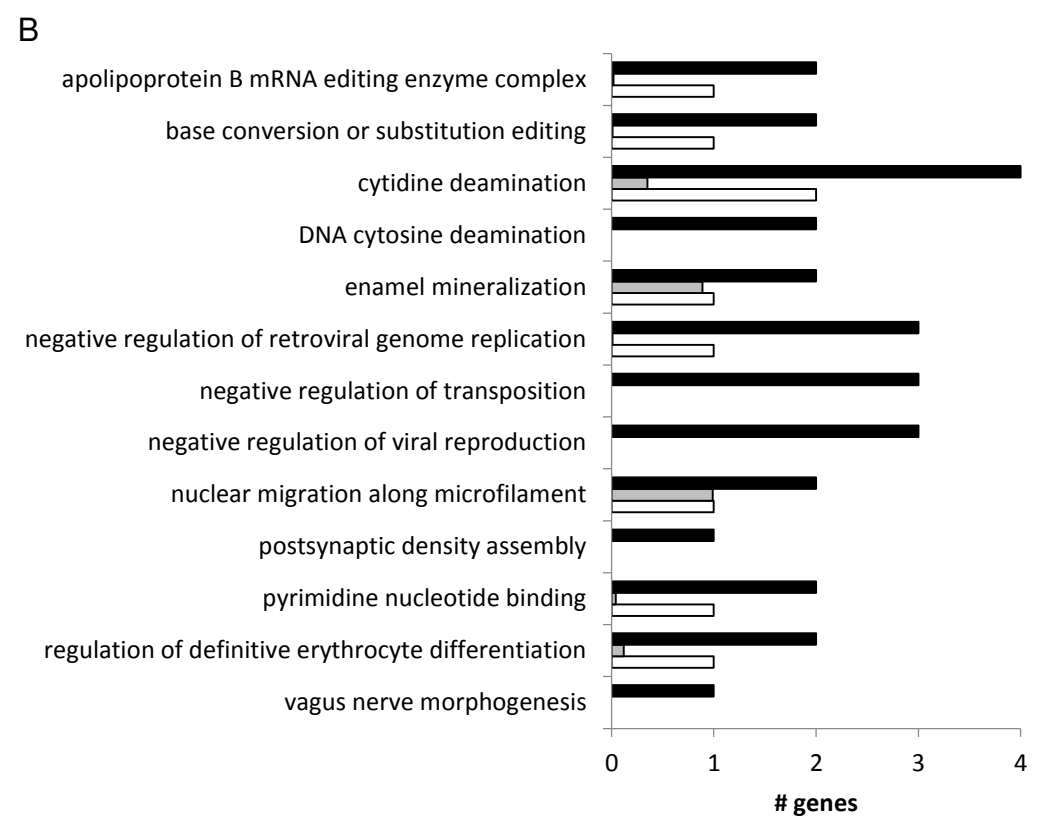 B
apolipoprotein B mRNA editing enzyme complex
base conversion or substitution editing
cytidine deamination
DNA cytosine deamination
enamel mineralization
negative regulation of retroviral genome replication
negative regulation of transposition
negative regulation of viral reproduction
nuclear migration along microfilament
postsynaptic density assembly
pyrimidine nucleotide binding
regulation of definitive erythrocyte differentiation
vagus nerve morphogenesis
0 1 2 3 4
# genes